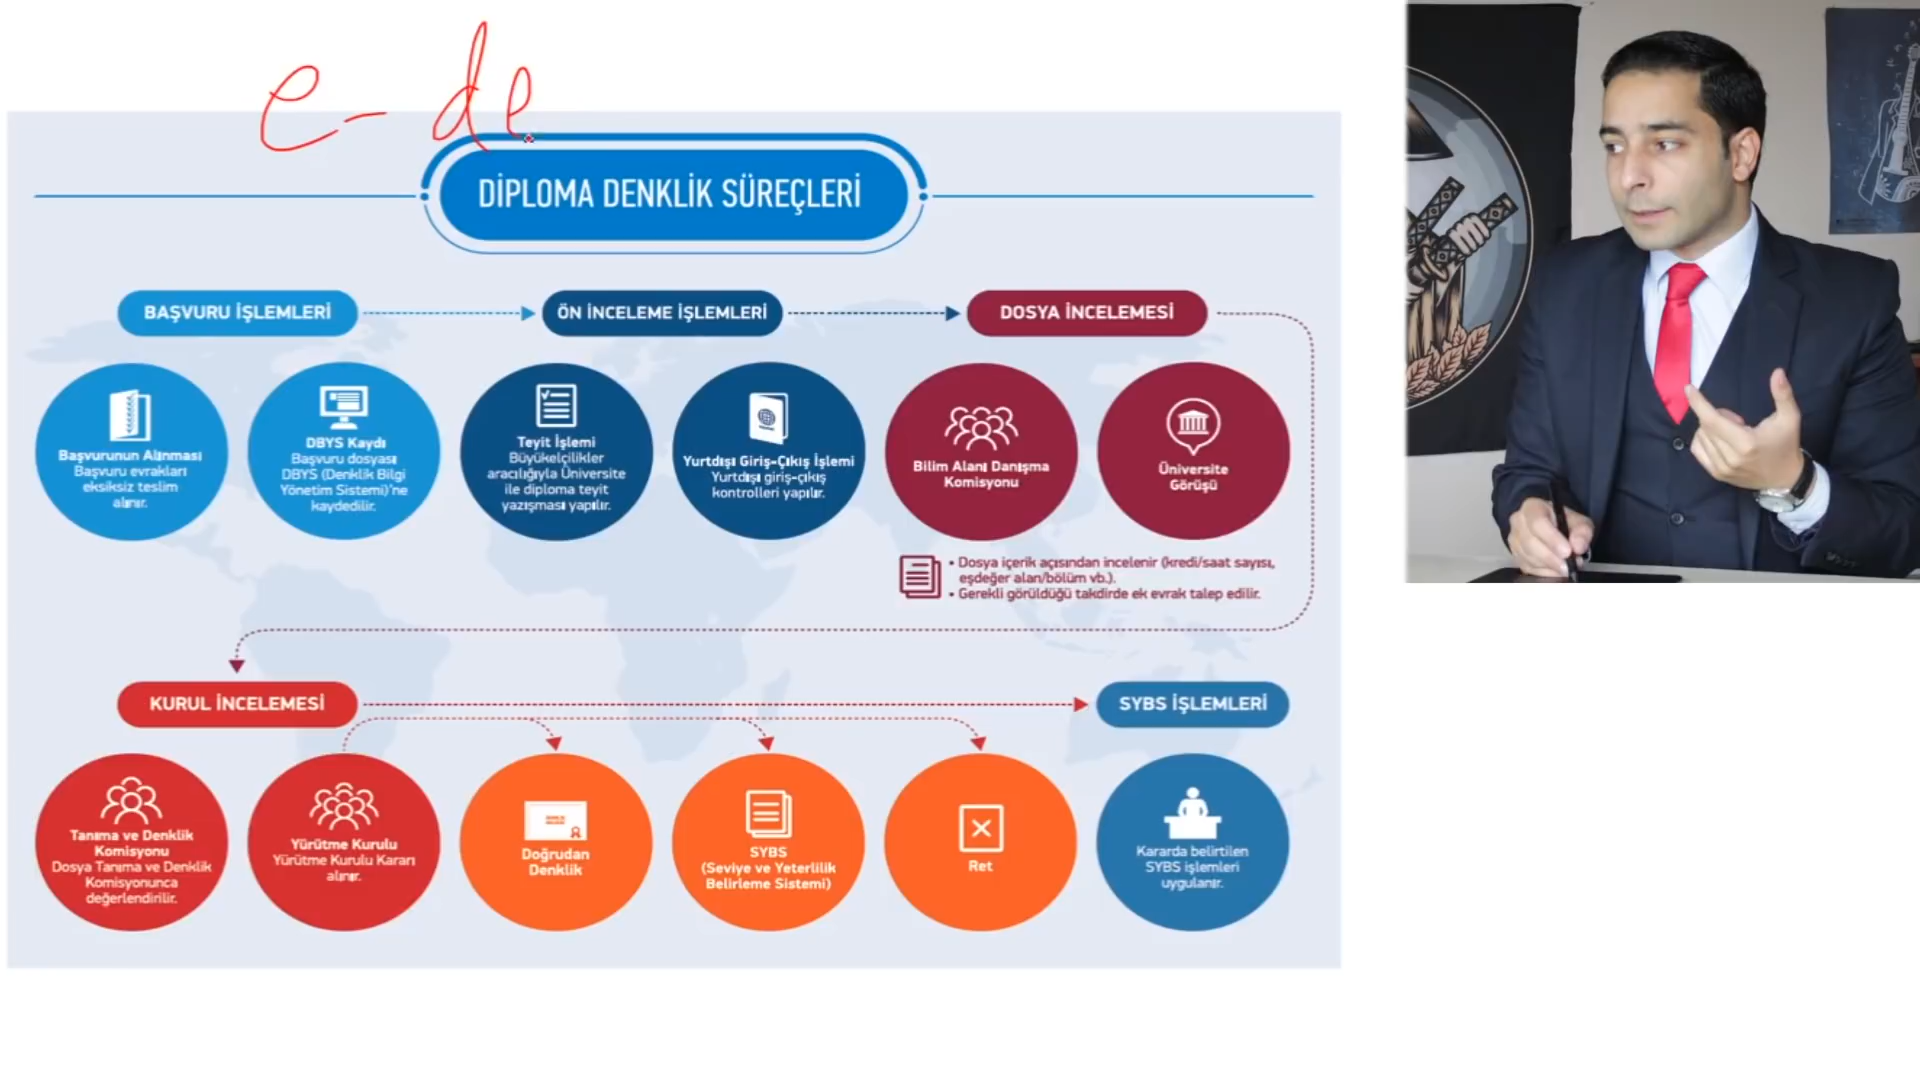 e-de
DİPLOMA DENKLİK SÜREÇLERİ
BAŞVURU İŞLEMLERİ
ÖN İNCELEME İŞLEMLERİ
DOSYA İNCELEMESİ
Başvurunun Alınması
Başvuru evrakları
eksiksiz teslim
alınır.
DBYS Kaydı
Başvuru dosyası
DBYS (Denklik Bilgi
Yönetim Sistemi)'ne
kaydedilir.
Teyit İşlemi
Büyükelçilikler
aracılığıyla Üniversite
ile diploma teyit
yazışması yapılır.
Yurtdışı Giriş-Çıkış İşlemi
Yurtdışı giriş-çıkış
kontrolleri yapılır.
Bilim Alanı Danışma
Komisyonu
Üniversite
Görüşü
• Dosya içerik açısından incelenir (kredi/saat sayısı,
eşdeğer alan/bölüm vb.).
• Gerekli görüldüğü takdirde ek evrak talep edilir.
KURUL İNCELEMESİ
SYBS İŞLEMLERİ
Tanıma ve Denklik
Komisyonu
Dosya Tanıma ve Denklik
Komisyonunca
değerlendirilir.
Yürütme Kurulu
Yürütme Kurulu Kararı
alınır.
Doğrudan
Denklik
SYBS
(Seviye ve Yeterlilik
Belirleme Sistemi)
Ret
Kararda belirtilen
SYBS işlemleri
uygulanır.